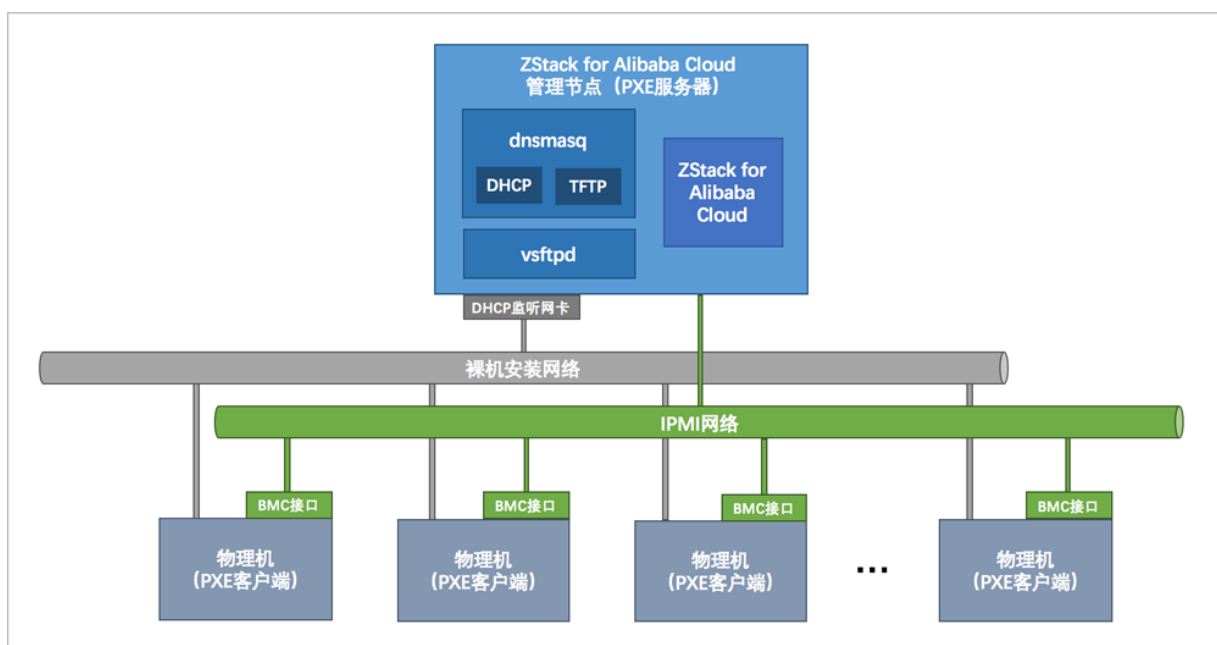 ZStack for Alibaba Cloud
管理节点（PXE服务器）
dnsmasq
DHCP
TFTP
vsftpd
ZStack for
Alibaba
Cloud
DHCP监听网卡
裸机安装网络
IPMI网络
BMC接口
BMC接口
BMC接口
BMC接口
物理机
（PXE客户端）
物理机
（PXE客户端）
物理机
（PXE客户端）
...
物理机
（PXE客户端）